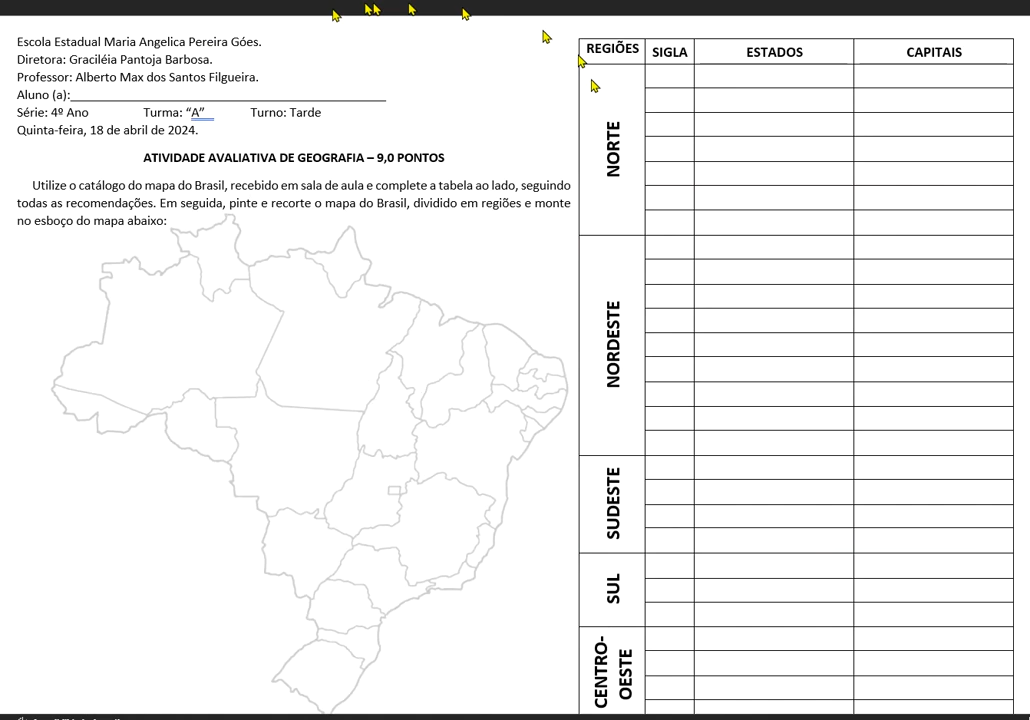 Escola Estadual Maria Angelica Pereira Góes.
Diretora: Graciléia Pantoja Barbosa.
Professor: Alberto Max dos Santos Filgueira.
Aluno (a):_______________________________________________
Série: 4º Ano Turma: “A” Turno: Tarde
Quinta-feira, 18 de abril de 2024.
ATIVIDADE AVALIATIVA DE GEOGRAFIA – 9,0 PONTOS
Utilize o catálogo do mapa do Brasil, recebido em sala de aula e complete a tabela ao lado, seguindo
todas as recomendações. Em seguida, pinte e recorte o mapa do Brasil, dividido em regiões e monte
no esboço do mapa abaixo:
REGIÕES SIGLA ESTADOS CAPITAIS
NORTE
NORDESTE
SUDESTE
SUL
CENTRO-
OESTE